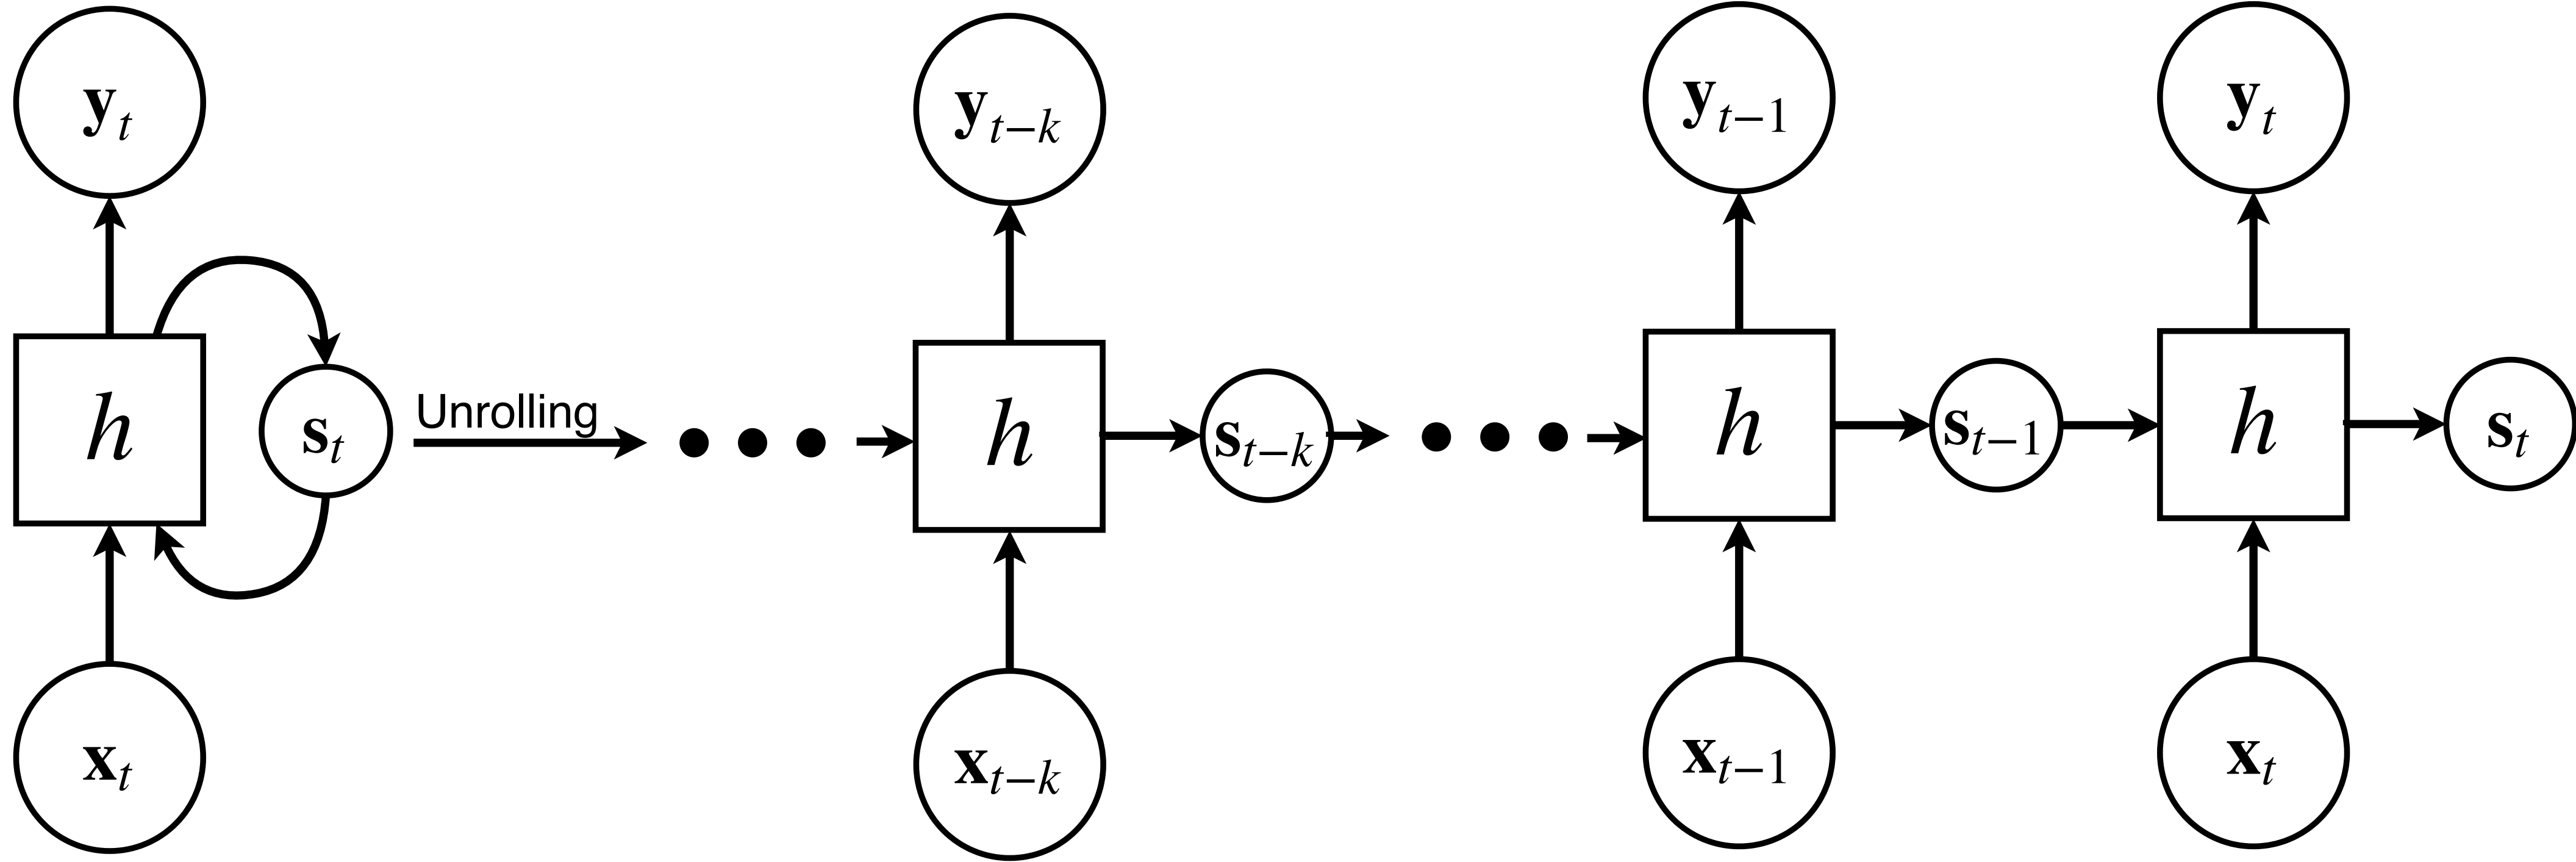 y_t y_{t−k} y_{t−1} y_t
h s_t Unrolling h s_{t−k} h s_{t−1} h s_t
x_t x_{t−k} x_{t−1} x_t